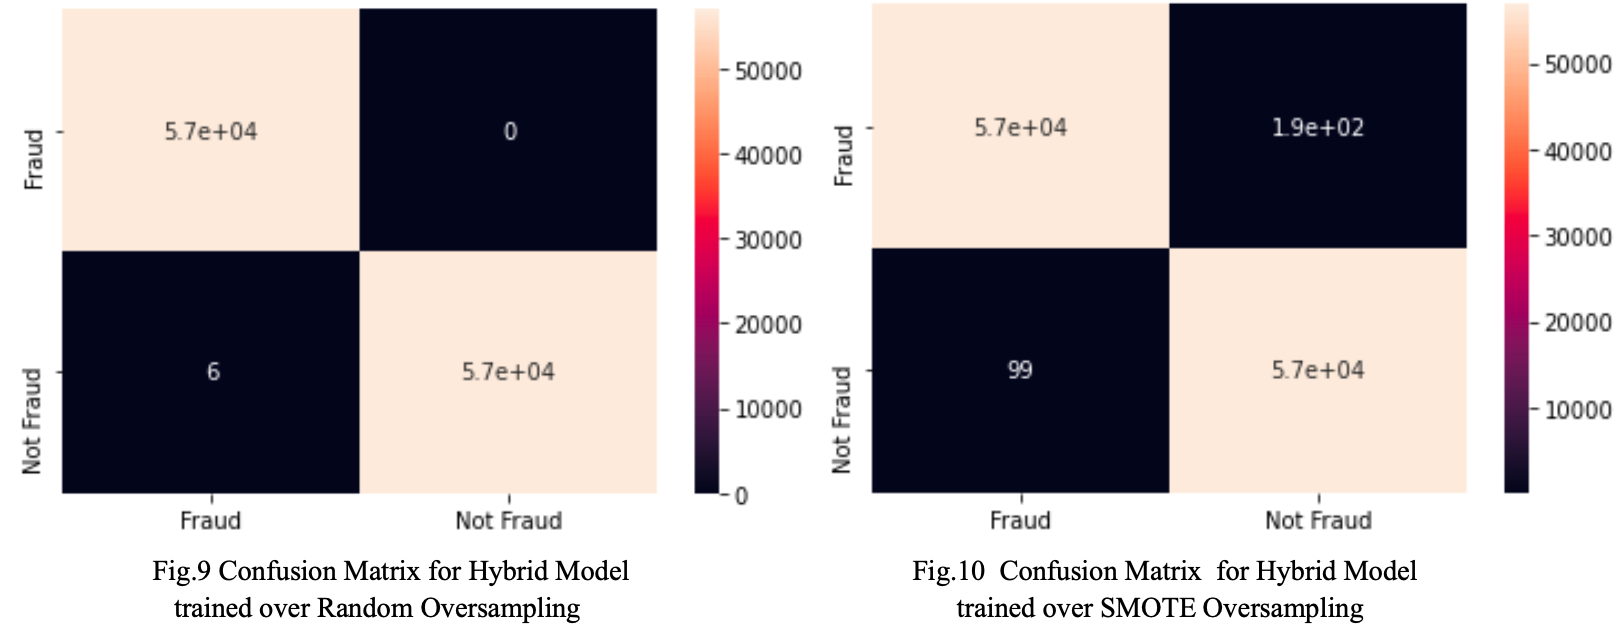 50000
5.7e+04
0
Fraud
40000
30000
20000
6
5.7e+04
Not Fraud
10000
0
Fraud
Not Fraud
Fig.9 Confusion Matrix for Hybrid Model
trained over Random Oversampling
50000
5.7e+04
1.9e+02
Fraud
40000
30000
20000
99
5.7e+04
Not Fraud
10000
Fraud
Not Fraud
Fig.10 Confusion Matrix for Hybrid Model
trained over SMOTE Oversampling